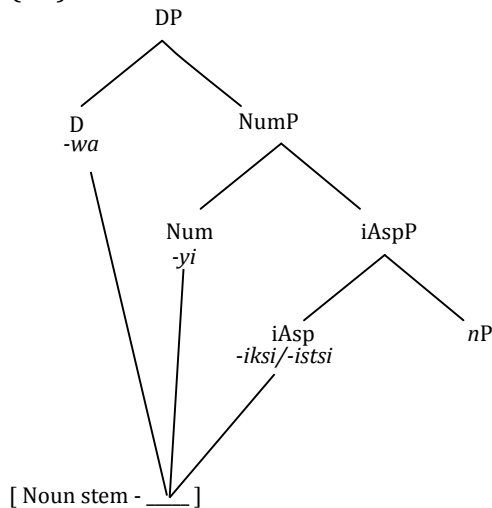 DP
D NumP
-wa
Num iAspP
-yi
iAsp nP
-iksi/-istsi
[ Noun stem - ____ ]